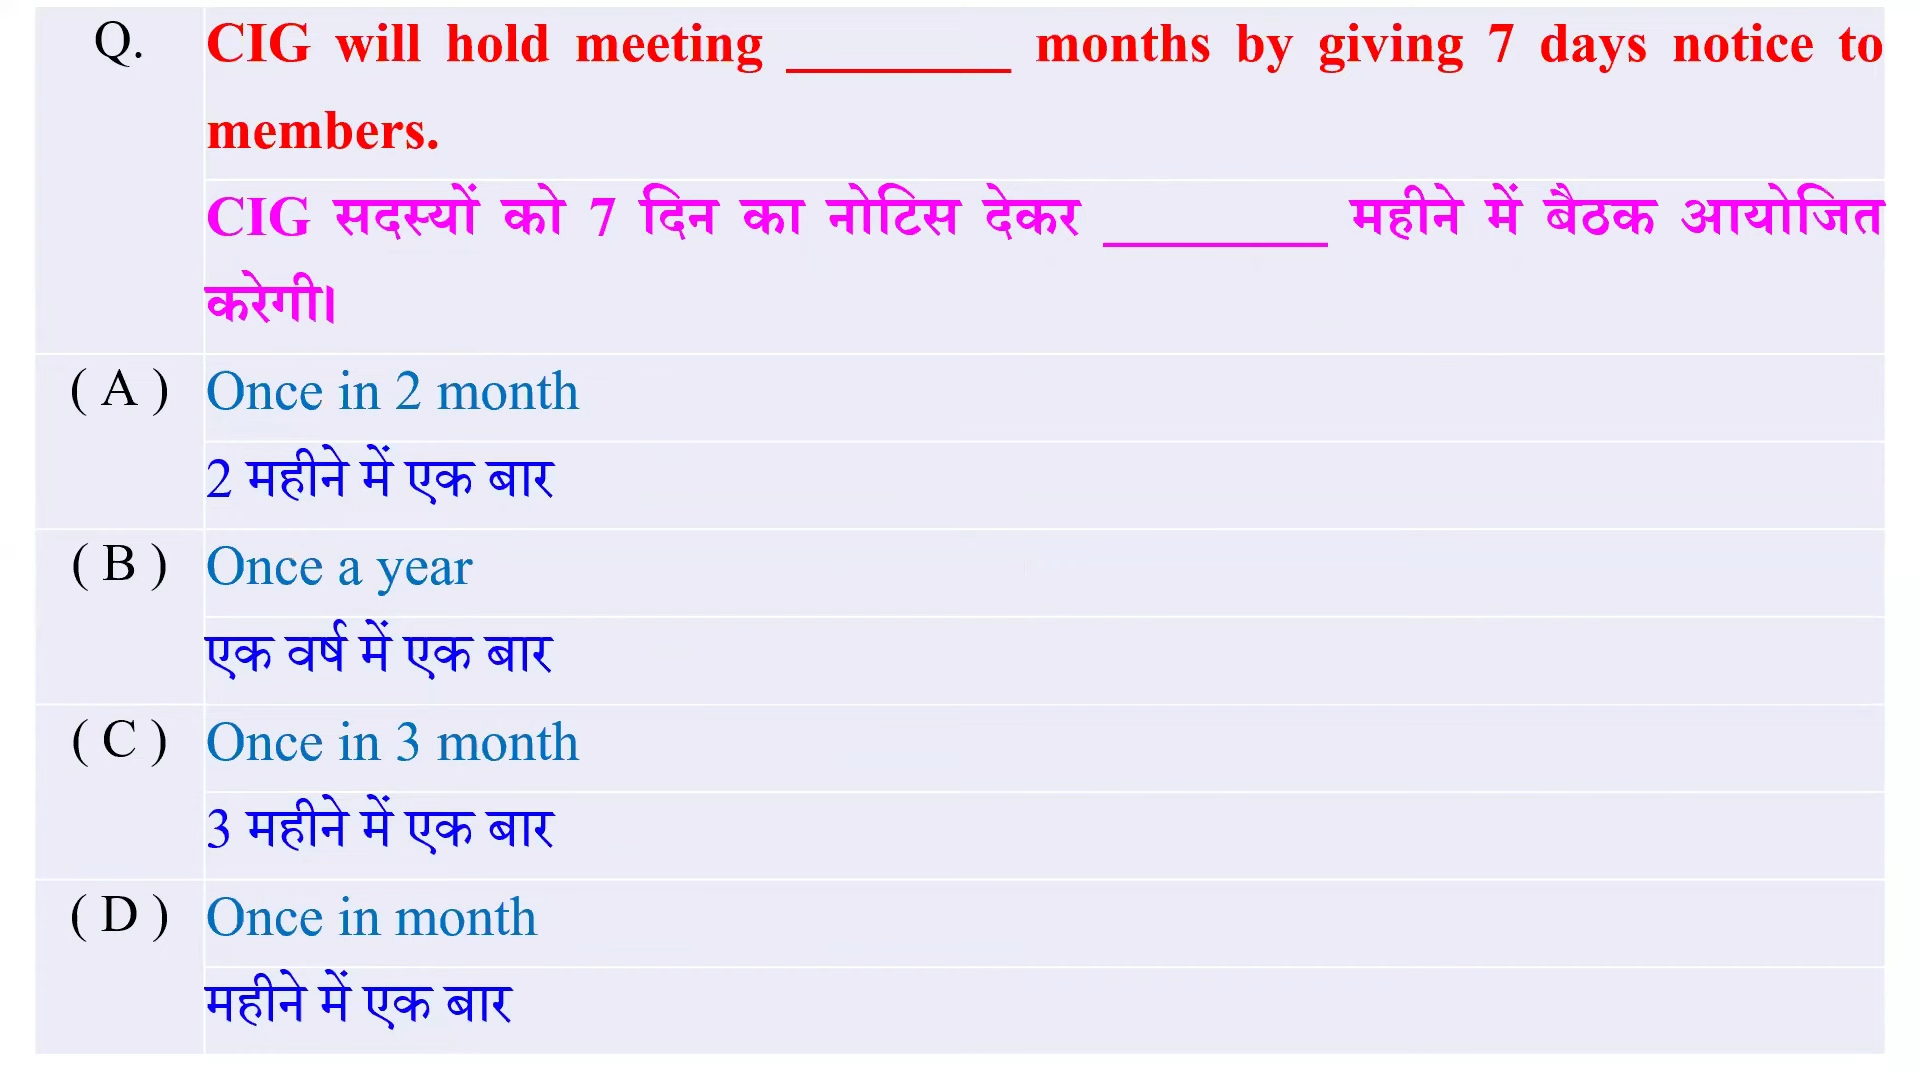 Q. CIG will hold meeting _________ months by giving 7 days notice to
members.
CIG सदस्यों को 7 दिन का नोटिस देकर _________ महीने में बैठक आयोजित
करेगी।
( A ) Once in 2 month
2 महीने में एक बार
( B ) Once a year
एक वर्ष में एक बार
( C ) Once in 3 month
3 महीने में एक बार
( D ) Once in month
महीने में एक बार